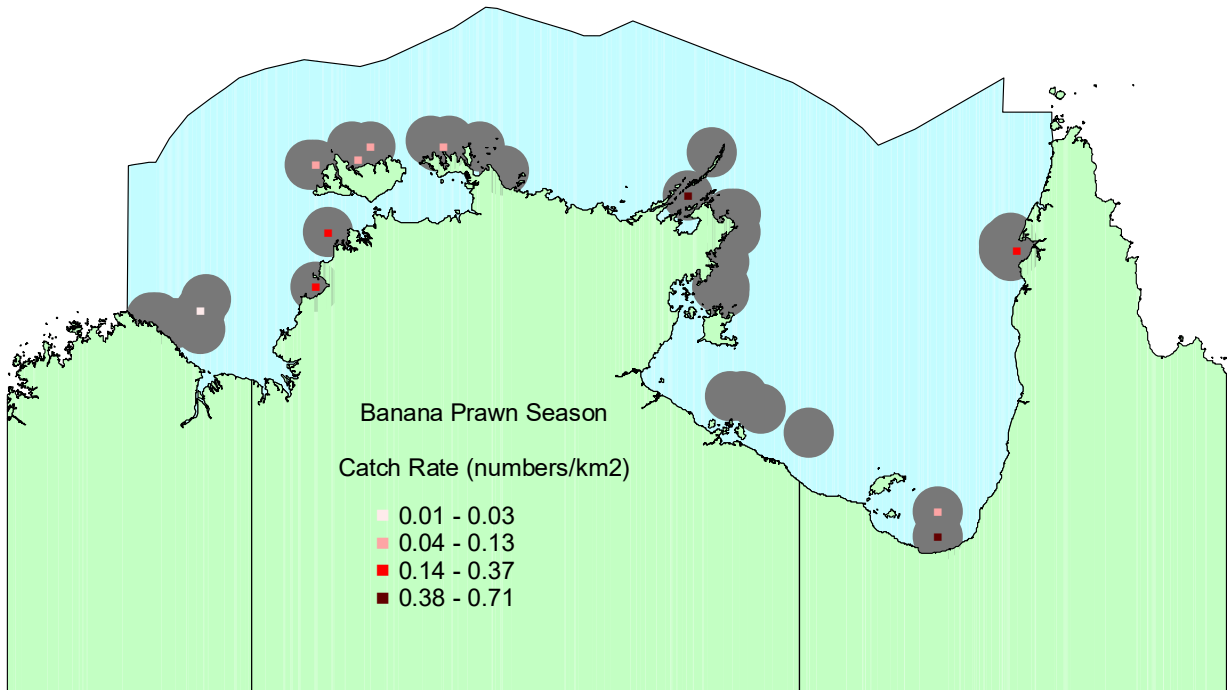 Banana Prawn Season
Catch Rate (numbers/km2)
0.01 - 0.03
0.04 - 0.13
0.14 - 0.37
0.38 - 0.71